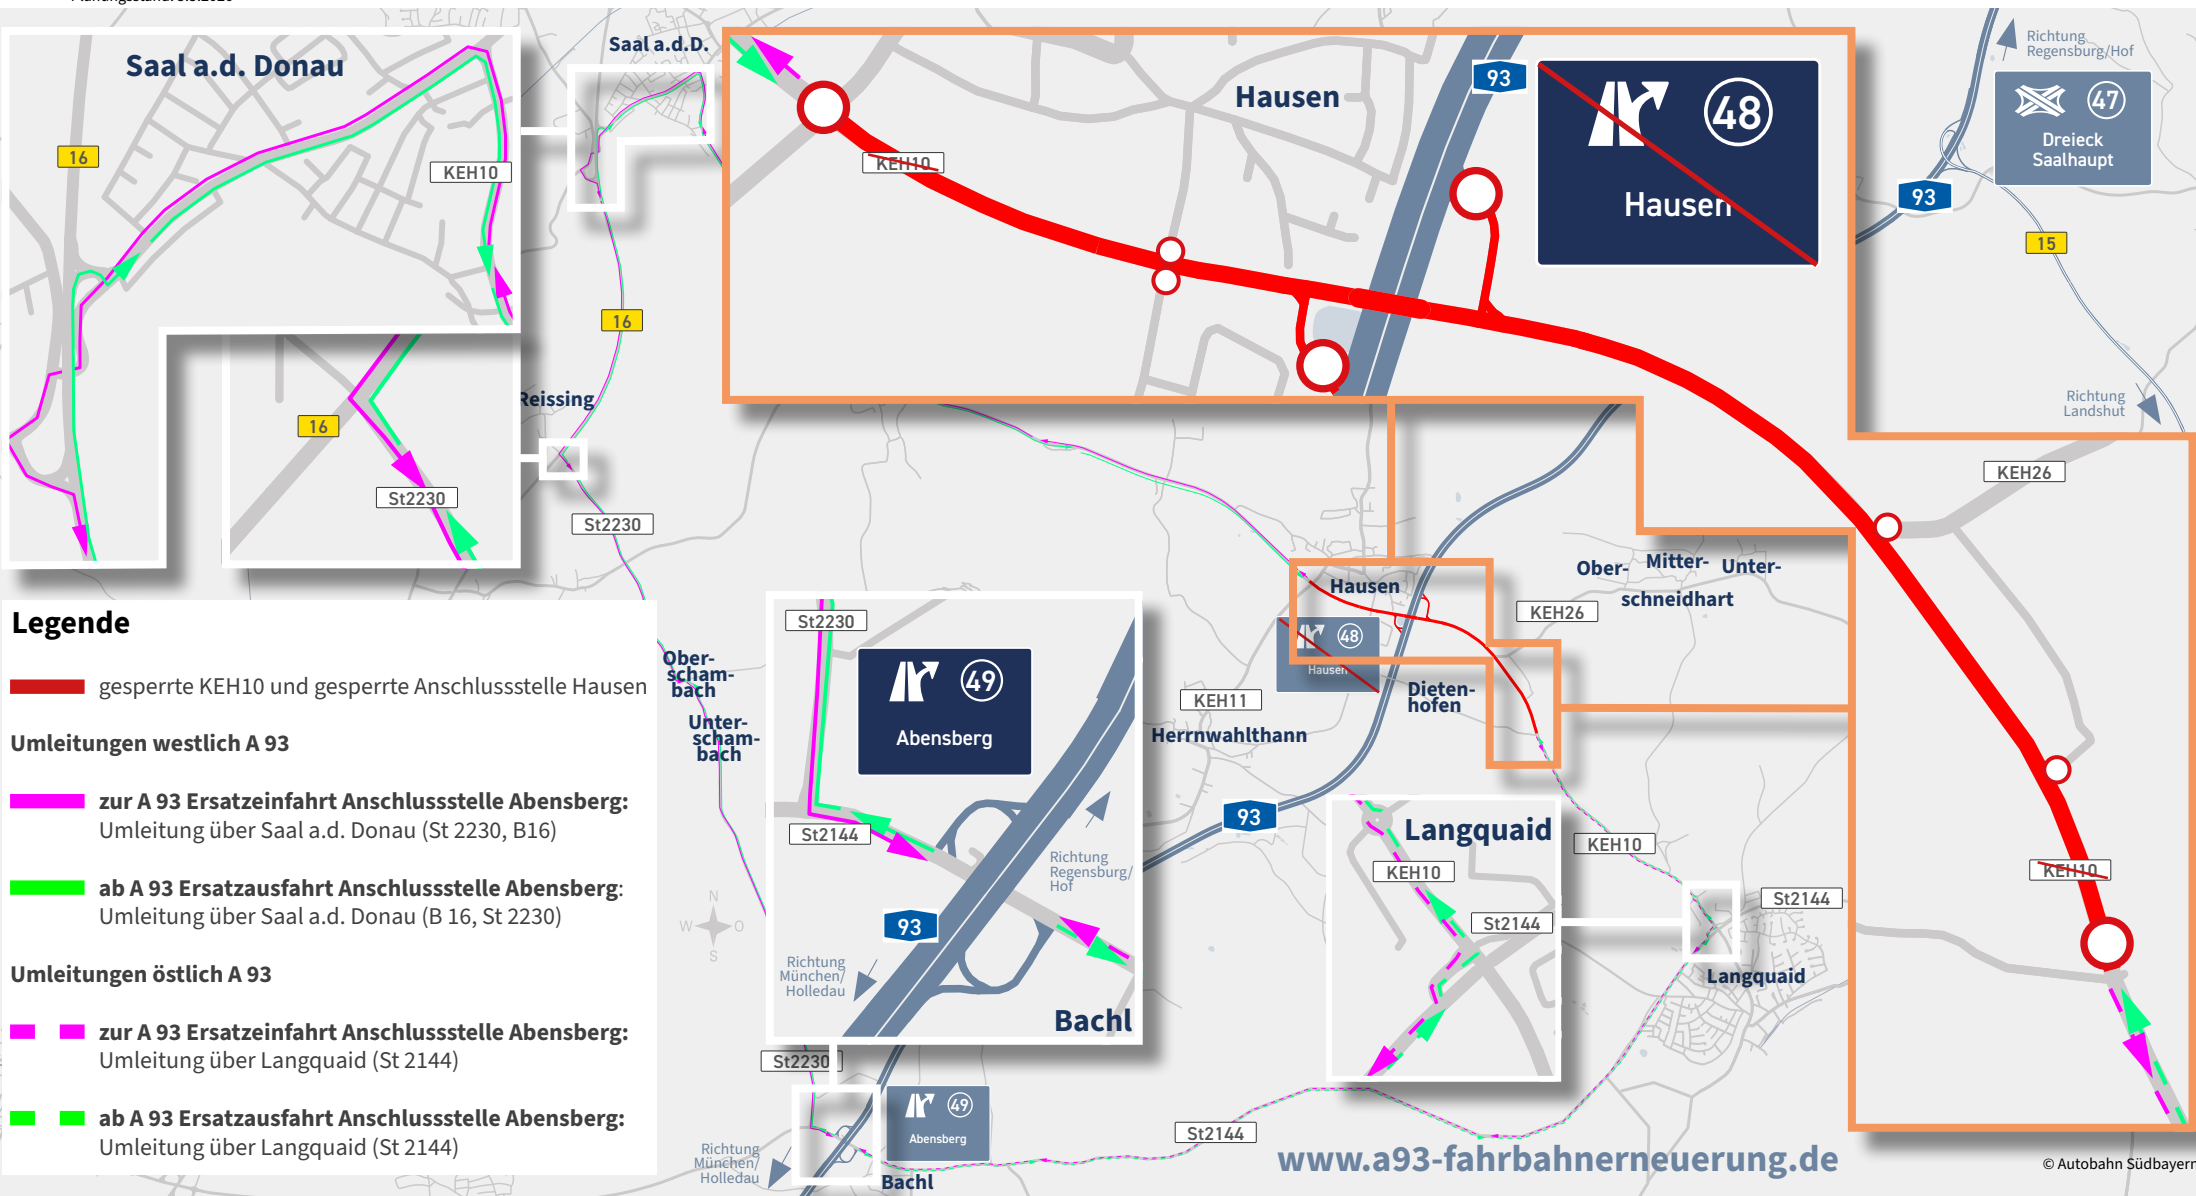 Saal a.d. Donau
16
KEH10
16
St2230
Saal a.d.D.
16
Reissing
St2230
93
Hausen
48
Hausen
KEH10
Richtung
Regensburg/Hof
47
Dreieck
Saalhaupt
93
15
Richtung
Landshut
KEH26
KEH10
Ober-
Mitter-
Unter-
schneidhart
KEH26
Hausen
48
Hausen
Dieten-
hofen
KEH11
Herrnwahlthann
93
KEH10
Legende
gesperrte KEH10 und gesperrte Anschlussstelle Hausen
Umleitungen westlich A 93
zur A 93 Ersatzeinfahrt Anschlussstelle Abensberg:
Umleitung über Saal a.d. Donau (St 2230, B16)
ab A 93 Ersatzausfahrt Anschlussstelle Abensberg:
Umleitung über Saal a.d. Donau (B 16, St 2230)
Umleitungen östlich A 93
zur A 93 Ersatzeinfahrt Anschlussstelle Abensberg:
Umleitung über Langquaid (St 2144)
ab A 93 Ersatzausfahrt Anschlussstelle Abensberg:
Umleitung über Langquaid (St 2144)
Ober-
scham-
bach
Unter-
scham-
bach
N
W
O
S
St2230
49
Abensberg
St2144
Richtung
Regensburg/
Hof
93
Richtung
München/
Holledau
Bachl
Langquaid
KEH10
St2144
St2144
Langquaid
St2230
49
Abensberg
Richtung
München/
Holledau
Bachl
St2144
www.a93-fahrbahnerneuerung.de
© Autobahn Südbayern